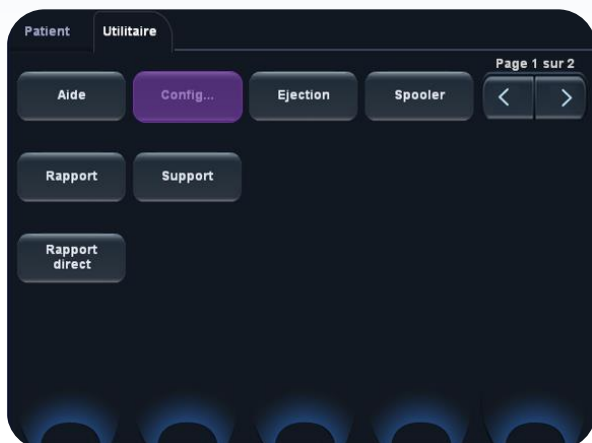 Patient Utilitaire
Page 1 sur 2
Aide Config... Ejection Spooler
Rapport Support
Rapport
direct